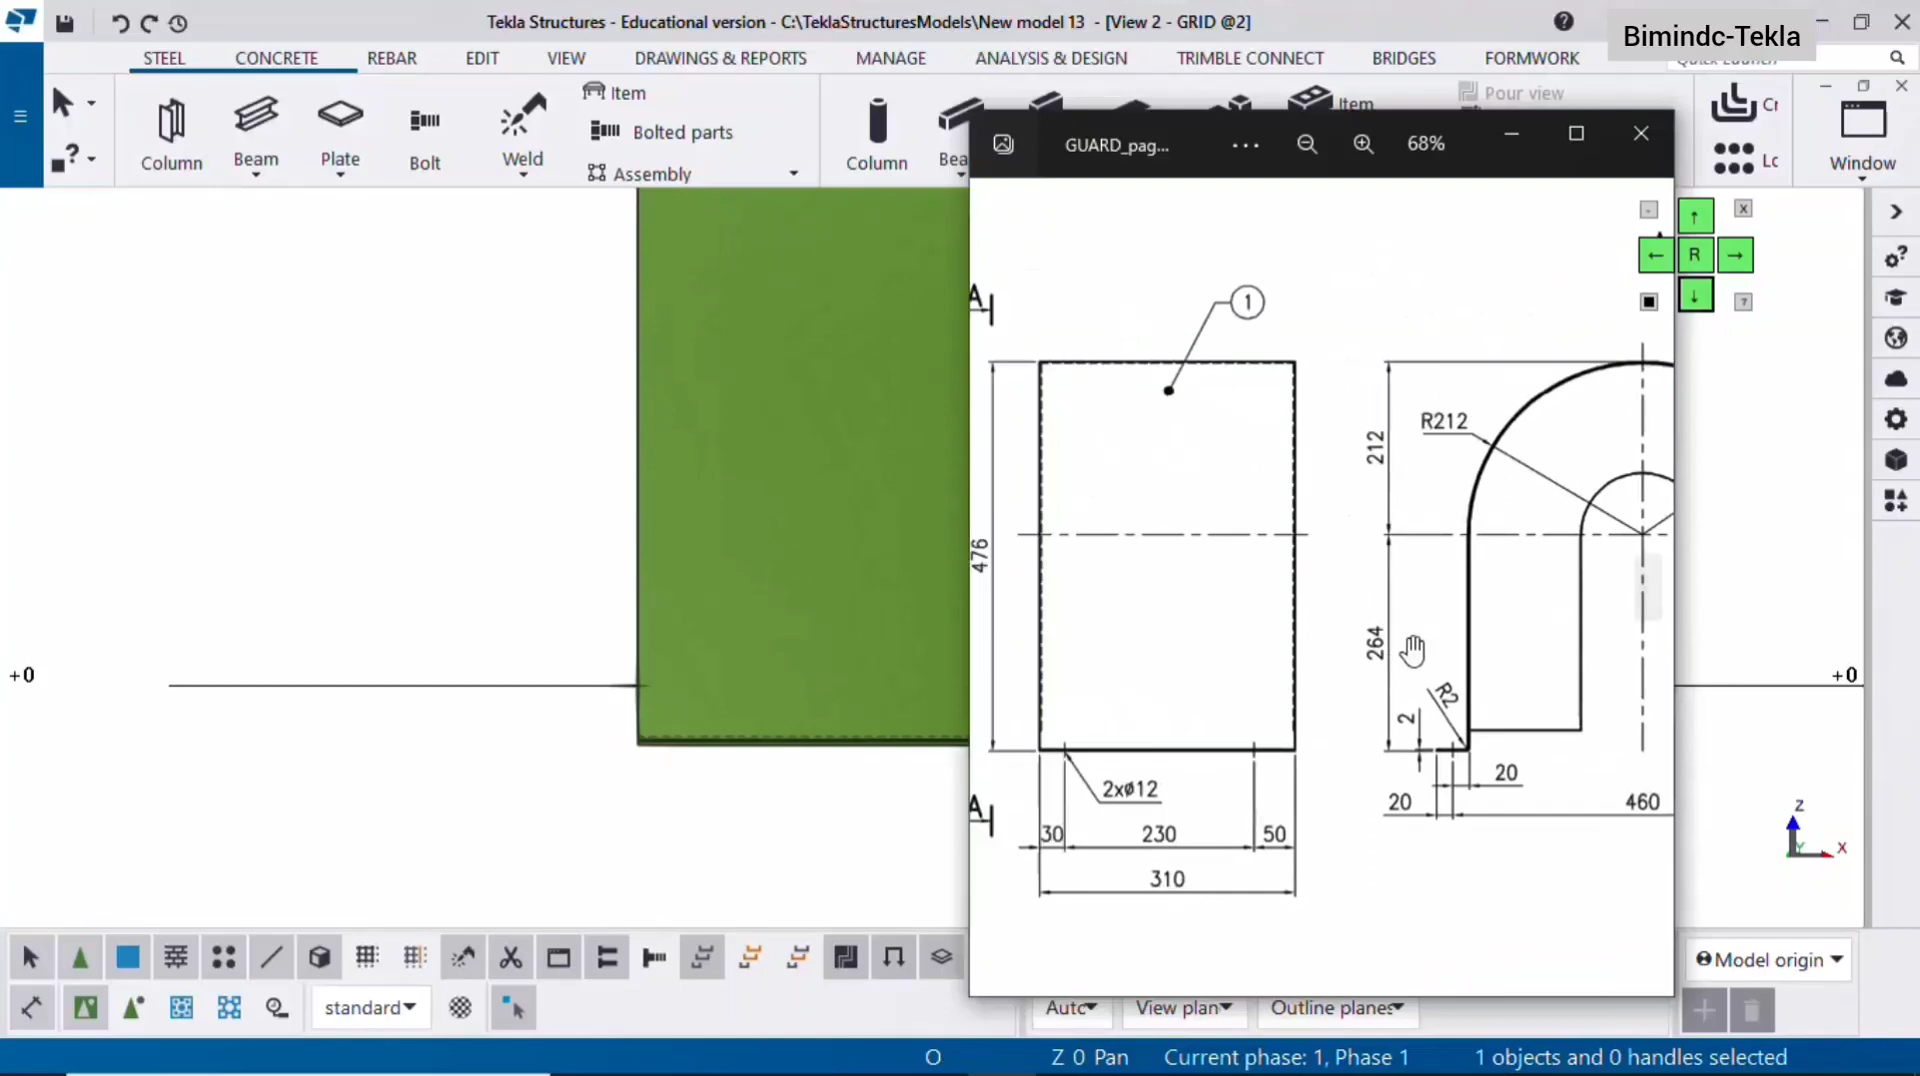 Tekla Structures - Educational version - C:\TeklaStructuresModels\New model 13 - [View 2 - GRID @2]
Bimindc-Tekla
STEEL CONCRETE REBAR EDIT VIEW DRAWINGS & REPORTS MANAGE ANALYSIS & DESIGN TRIMBLE CONNECT BRIDGES FORMWORK
Item
Bolted parts
Assembly
Column Beam Plate Bolt Weld
Column
Item
Pour view
Window
GUARD_pag... ... 68%
R
X
?
A
1
R212
212
476
264
R2
2
2xø12
20
20
460
A
30 230 50
310
+0
+0
Z
Y
X
Model origin
standard
View plan
Outline planes
O Z 0 Pan Current phase: 1, Phase 1 1 objects and 0 handles selected